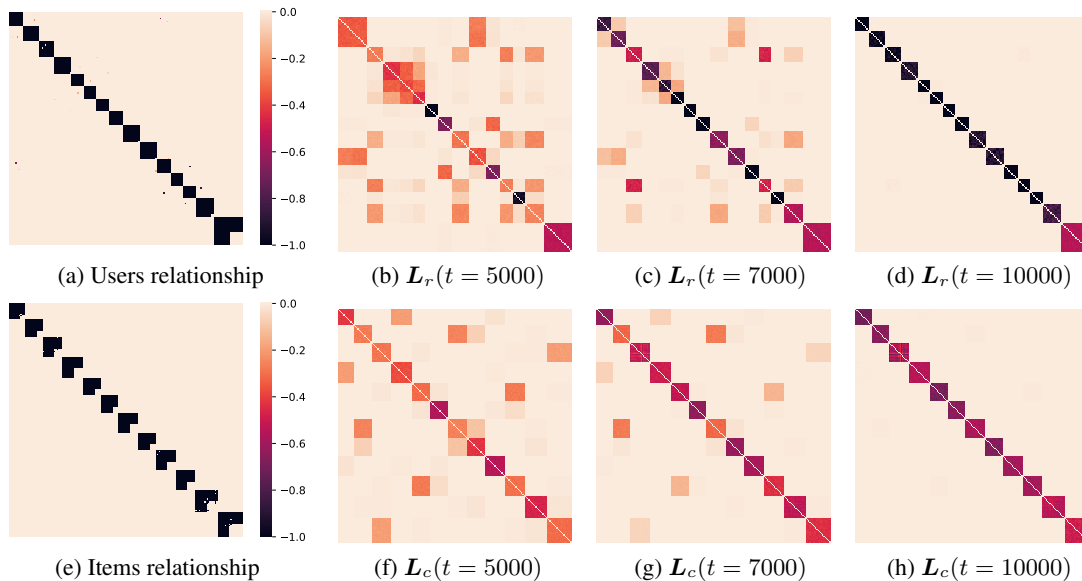 0.0
−0.2
−0.4
−0.6
−0.8
−1.0
(a) Users relationship
(b) L_r(t = 5000)
(c) L_r(t = 7000)
(d) L_r(t = 10000)
0.0
−0.2
−0.4
−0.6
−0.8
−1.0
(e) Items relationship
(f) L_c(t = 5000)
(g) L_c(t = 7000)
(h) L_c(t = 10000)